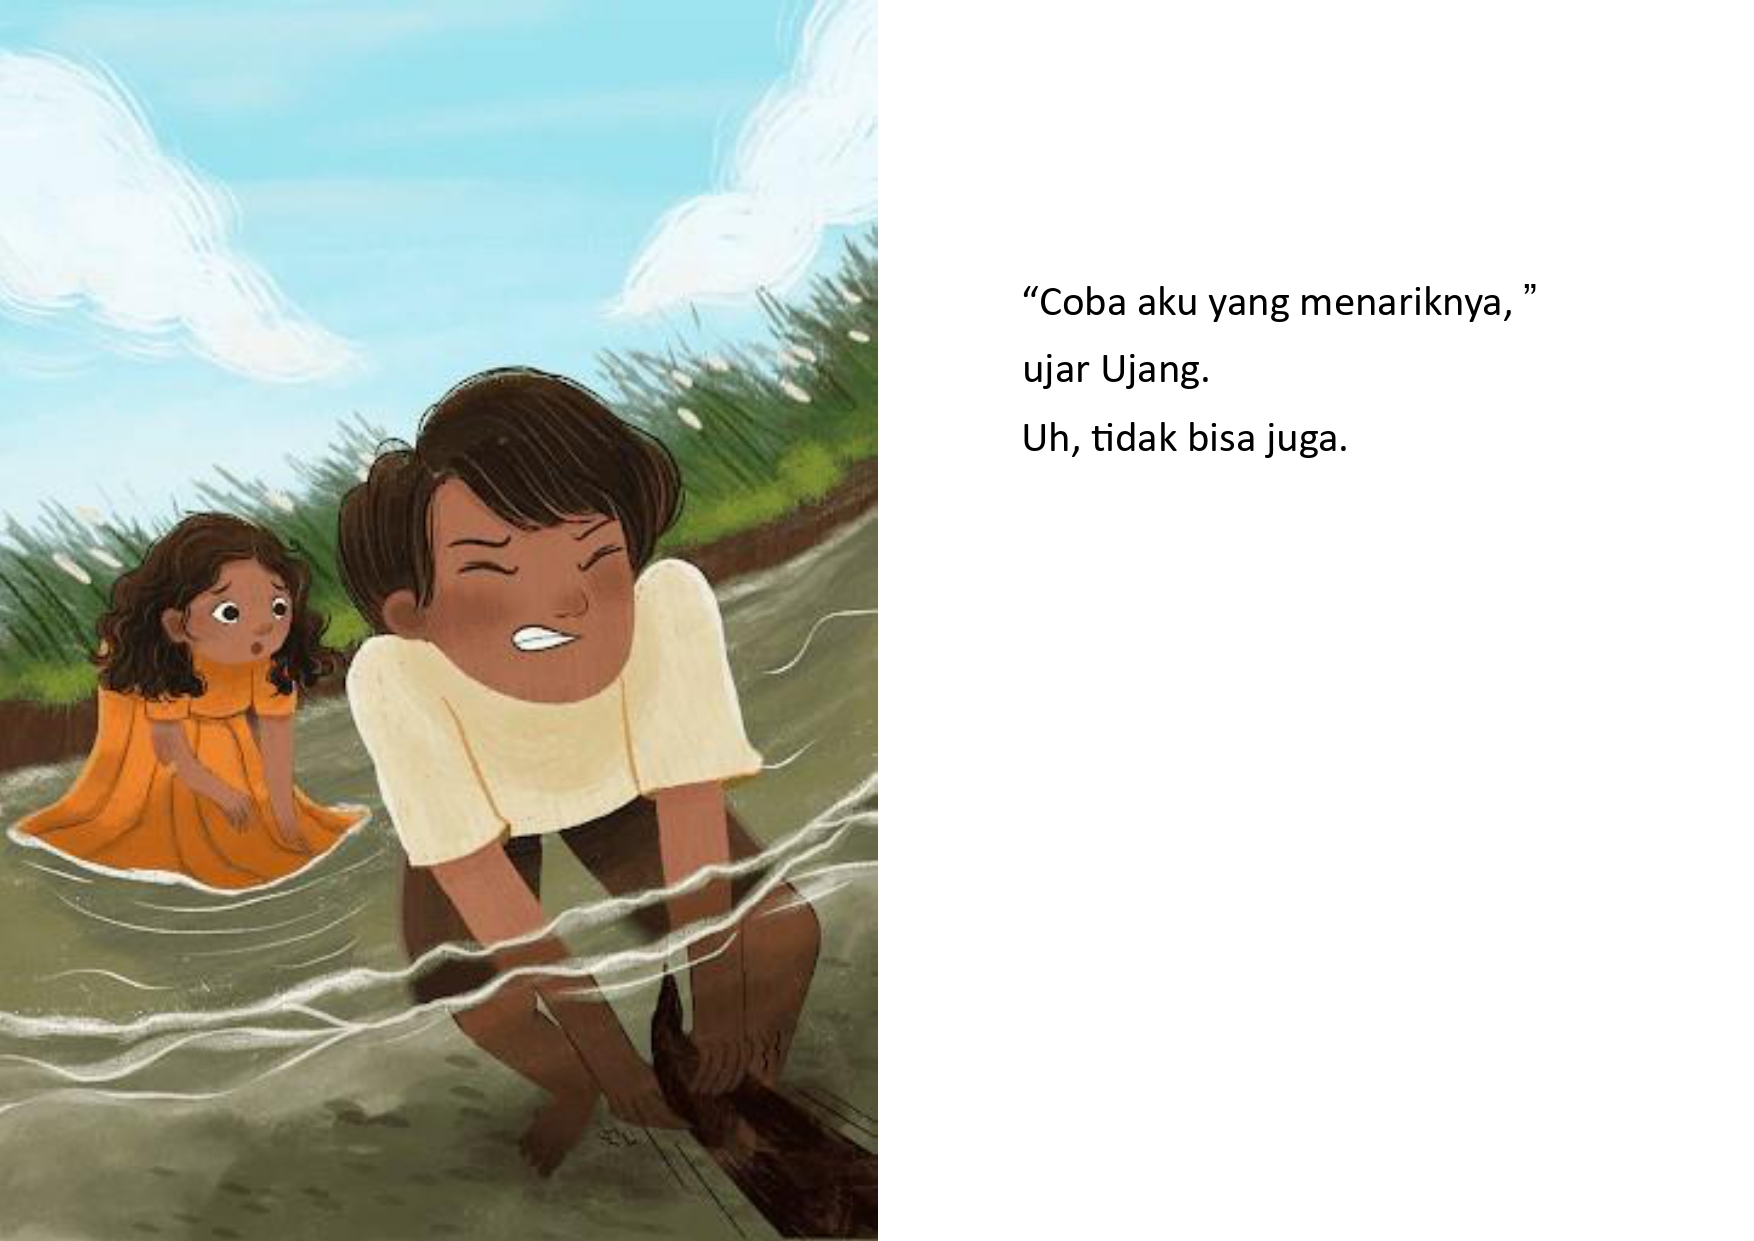 “Coba aku yang menariknya, ”
ujar Ujang.
Uh, tidak bisa juga.